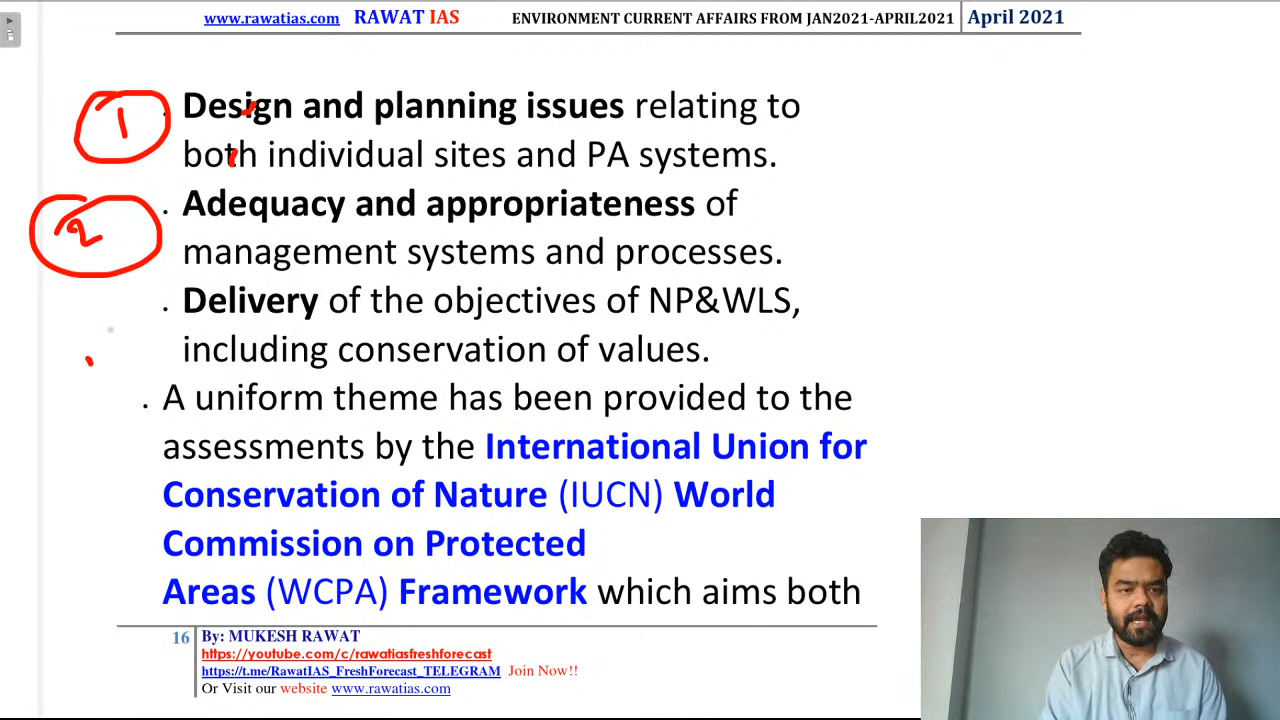 www.rawatias.com RAWAT IAS ENVIRONMENT CURRENT AFFAIRS FROM JAN2021-APRIL2021 April 2021
1
. Design and planning issues relating to
both individual sites and PA systems.
2
. Adequacy and appropriateness of
management systems and processes.
. Delivery of the objectives of NP&WLS,
including conservation of values.
. A uniform theme has been provided to the
assessments by the International Union for
Conservation of Nature (IUCN) World
Commission on Protected
Areas (WCPA) Framework which aims both
16 By: MUKESH RAWAT
https://youtube.com/c/rawatiasfreshforecast
https://t.me/RawatIAS_FreshForecast_TELEGRAM Join Now!!
Or Visit our website www.rawatias.com